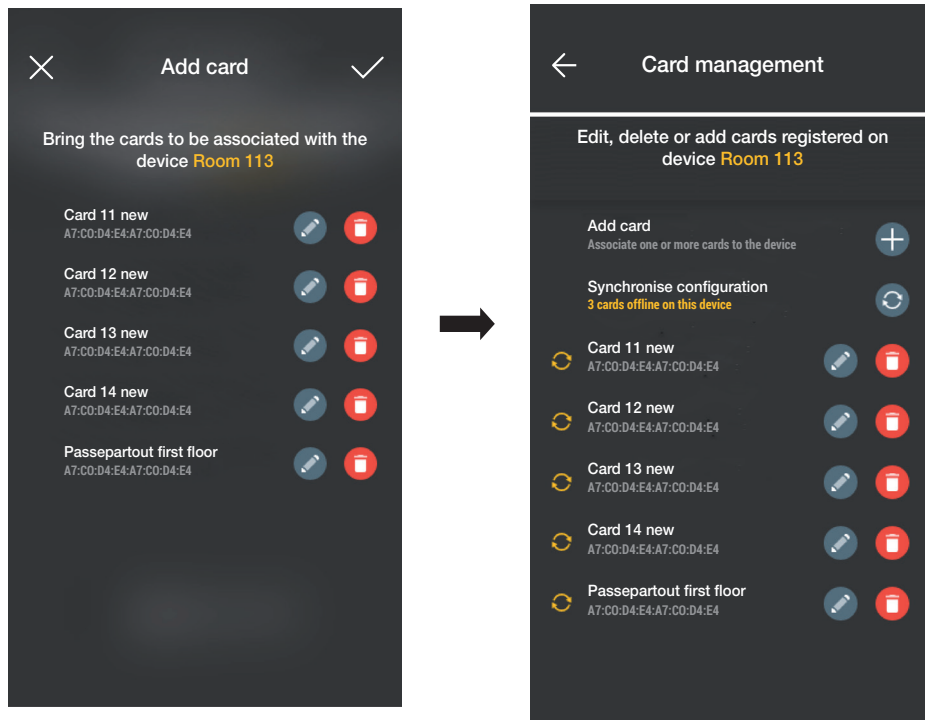 Add card
Bring the cards to be associated with the
device Room 113
Card 11 new
A7:C0:D4:E4:A7:C0:D4:E4
Card 12 new
A7:C0:D4:E4:A7:C0:D4:E4
Card 13 new
A7:C0:D4:E4:A7:C0:D4:E4
Card 14 new
A7:C0:D4:E4:A7:C0:D4:E4
Passepartout first floor
A7:C0:D4:E4:A7:C0:D4:E4
Card management
Edit, delete or add cards registered on
device Room 113
Add card
Associate one or more cards to the device
Synchronise configuration
3 cards offline on this device
Card 11 new
A7:C0:D4:E4:A7:C0:D4:E4
Card 12 new
A7:C0:D4:E4:A7:C0:D4:E4
Card 13 new
A7:C0:D4:E4:A7:C0:D4:E4
Card 14 new
A7:C0:D4:E4:A7:C0:D4:E4
Passepartout first floor
A7:C0:D4:E4:A7:C0:D4:E4